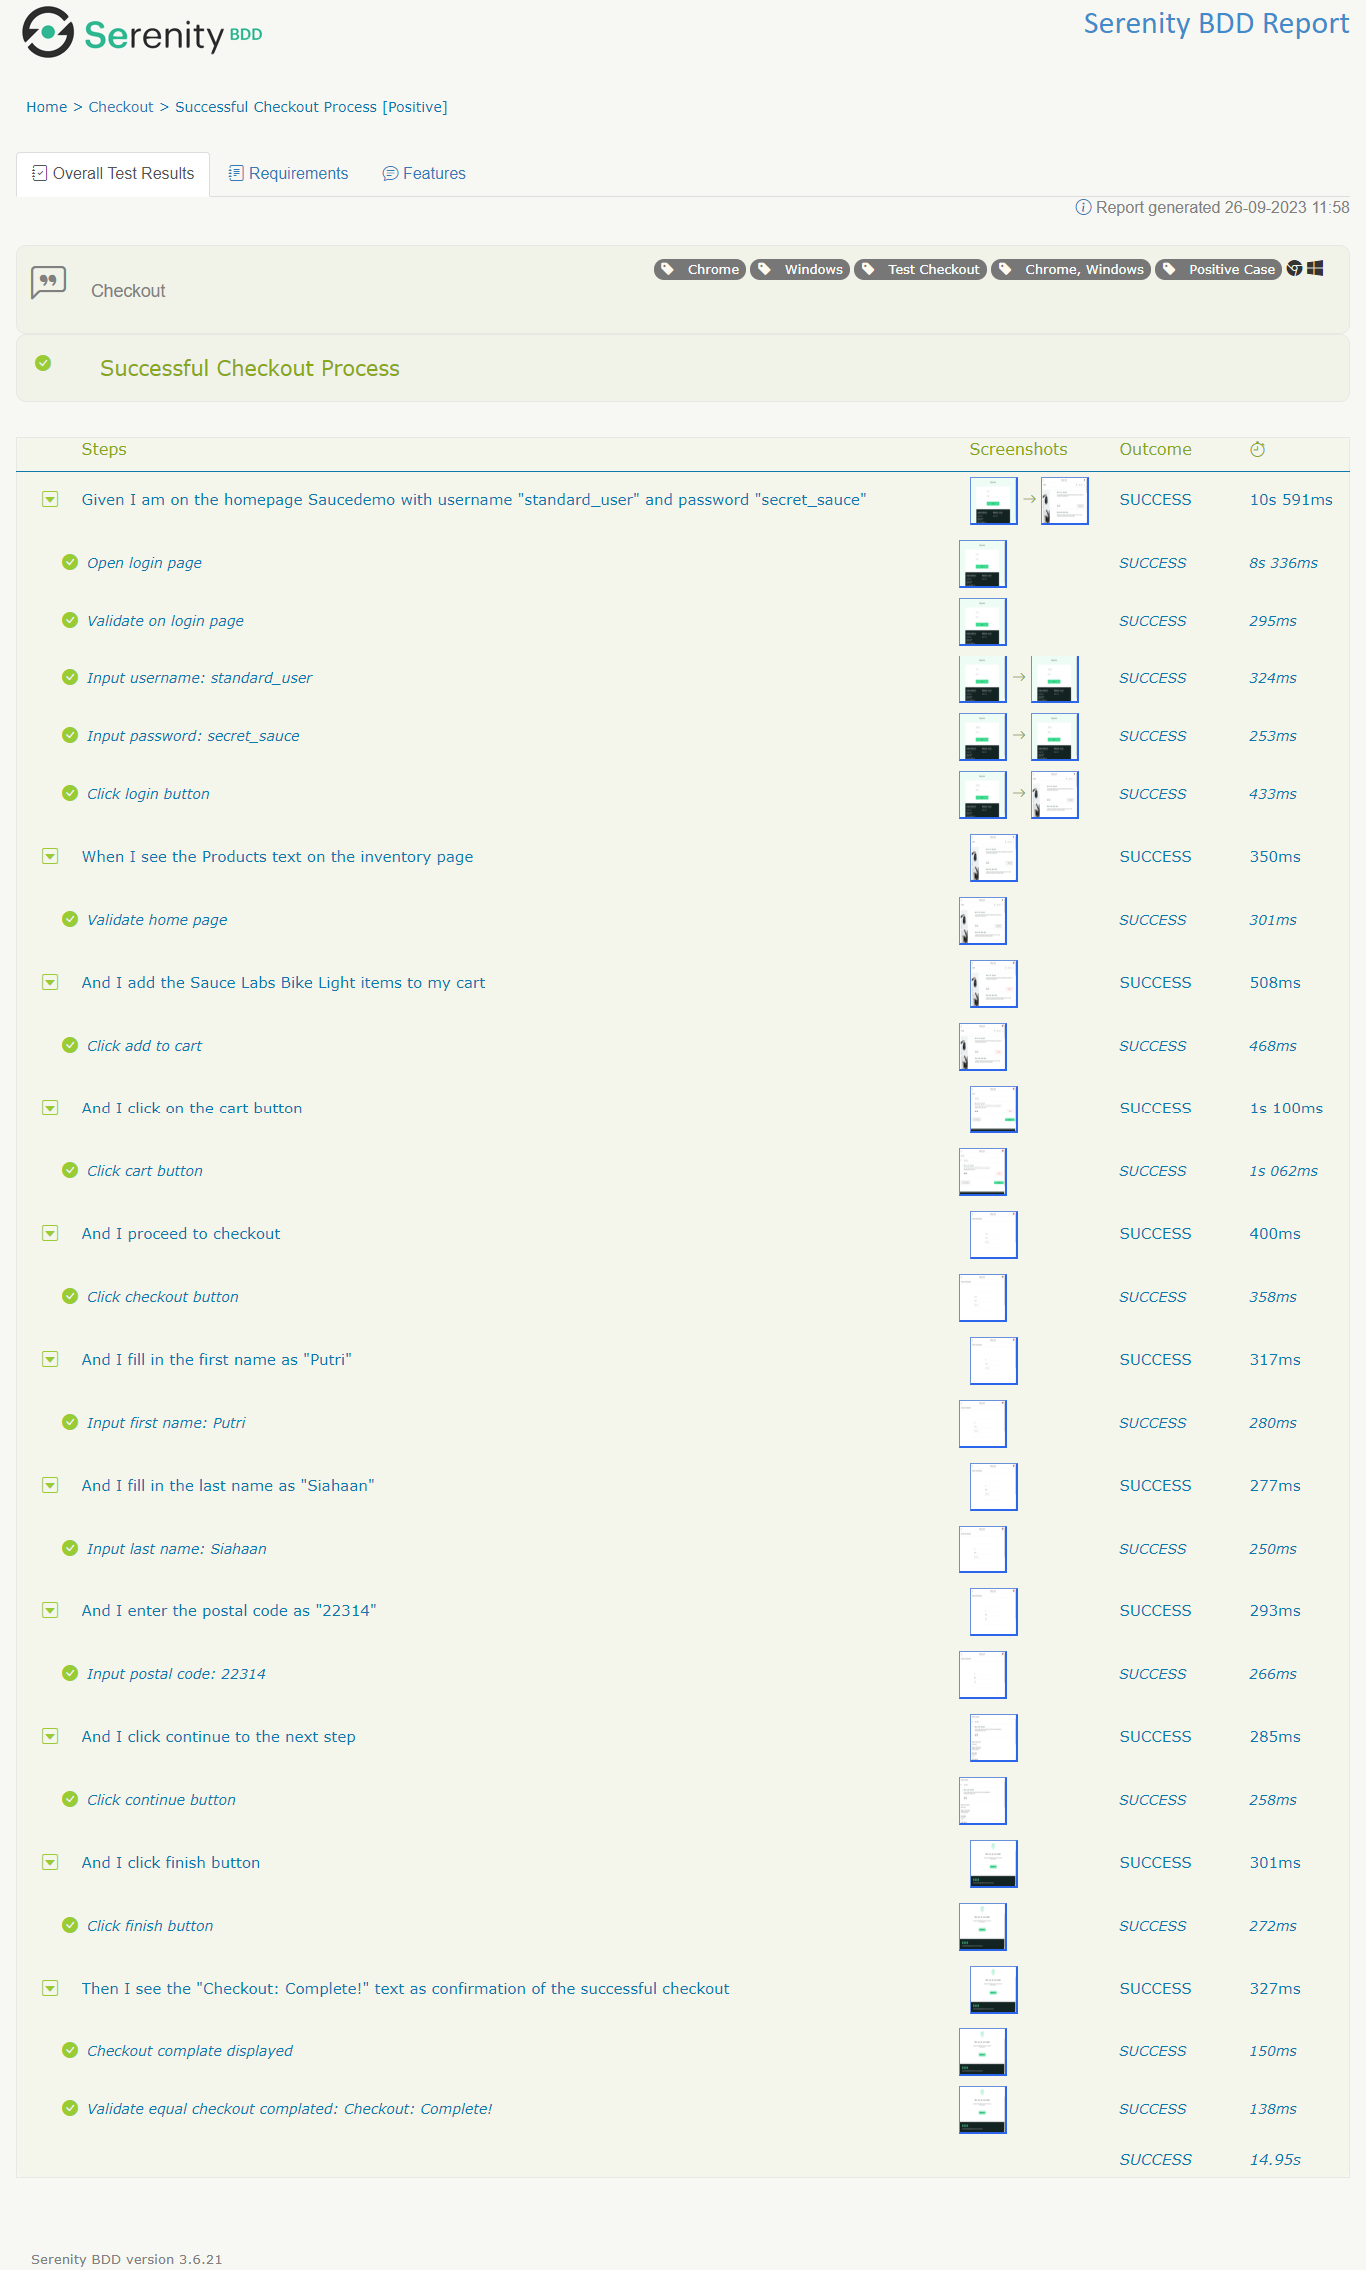 Serenity BDD
Serenity BDD Report
Home > Checkout > Successful Checkout Process [Positive]
Overall Test Results Requirements Features
Report generated 26-09-2023 11:58
Chrome Windows Test Checkout Chrome, Windows Positive Case
Checkout
Successful Checkout Process
Steps Screenshots Outcome
Given I am on the homepage Saucedemo with username "standard_user" and password "secret_sauce" SUCCESS 10s 591ms
Open login page SUCCESS 8s 336ms
Validate on login page SUCCESS 295ms
Input username: standard_user SUCCESS 324ms
Input password: secret_sauce SUCCESS 253ms
Click login button SUCCESS 433ms
When I see the Products text on the inventory page SUCCESS 350ms
Validate home page SUCCESS 301ms
And I add the Sauce Labs Bike Light items to my cart SUCCESS 508ms
Click add to cart SUCCESS 468ms
And I click on the cart button SUCCESS 1s 100ms
Click cart button SUCCESS 1s 062ms
And I proceed to checkout SUCCESS 400ms
Click checkout button SUCCESS 358ms
And I fill in the first name as "Putri" SUCCESS 317ms
Input first name: Putri SUCCESS 280ms
And I fill in the last name as "Siahaan" SUCCESS 277ms
Input last name: Siahaan SUCCESS 250ms
And I enter the postal code as "22314" SUCCESS 293ms
Input postal code: 22314 SUCCESS 266ms
And I click continue to the next step SUCCESS 285ms
Click continue button SUCCESS 258ms
And I click finish button SUCCESS 301ms
Click finish button SUCCESS 272ms
Then I see the "Checkout: Complete!" text as confirmation of the successful checkout SUCCESS 327ms
Checkout complate displayed SUCCESS 150ms
Validate equal checkout complated: Checkout: Complete! SUCCESS 138ms
SUCCESS 14.95s
Serenity BDD version 3.6.21